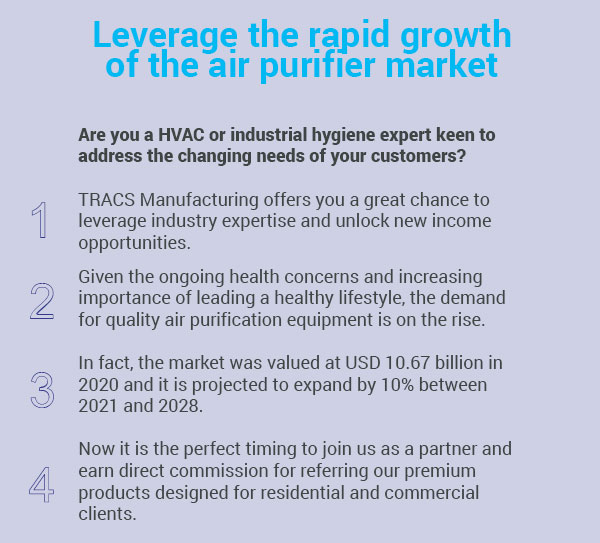 Leverage the rapid growth
of the air purifier market
Are you a HVAC or industrial hygiene expert keen to
address the changing needs of your customers?
1
TRACS Manufacturing offers you a great chance to
leverage industry expertise and unlock new income
opportunities.
2
Given the ongoing health concerns and increasing
importance of leading a healthy lifestyle, the demand
for quality air purification equipment is on the rise.
3
In fact, the market was valued at USD 10.67 billion in
2020 and it is projected to expand by 10% between
2021 and 2028.
4
Now it is the perfect timing to join us as a partner and
earn direct commission for referring our premium
products designed for residential and commercial
clients.